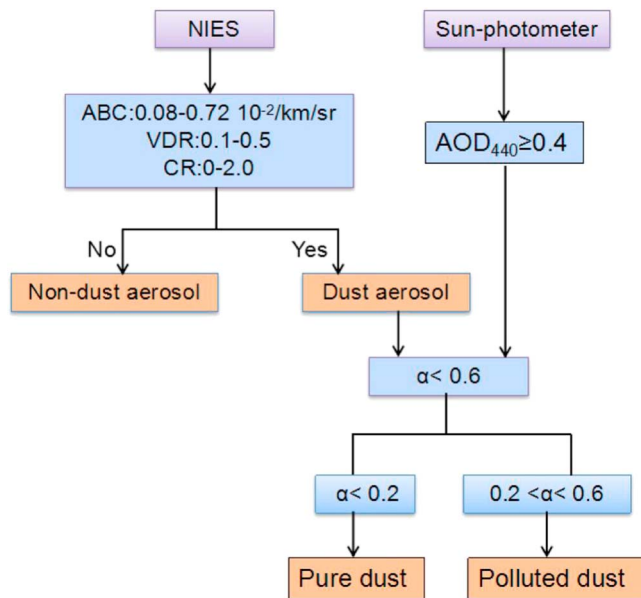 NIES
Sun-photometer
ABC:0.08-0.72 10⁻²/km/sr
VDR:0.1-0.5
CR:0-2.0
AOD₄₄₀≥0.4
No
Yes
Non-dust aerosol
Dust aerosol
α< 0.6
α< 0.2
0.2 <α< 0.6
Pure dust
Polluted dust